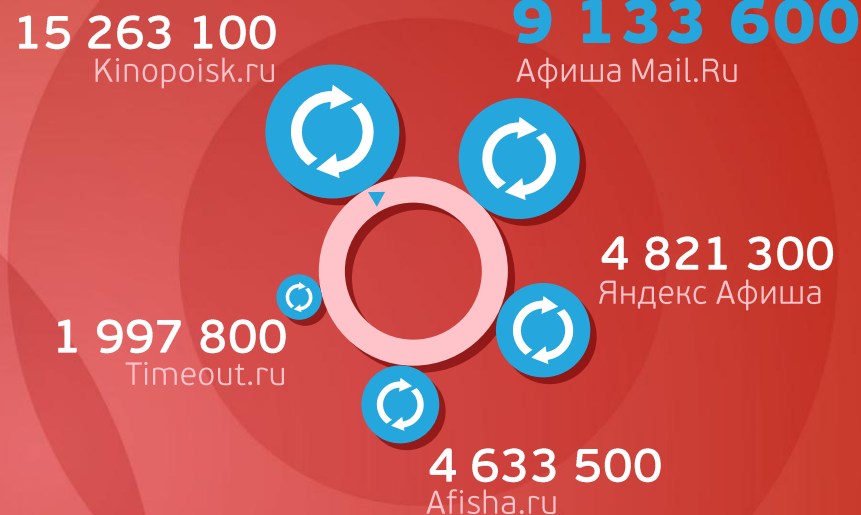 15 263 100
Kinopoisk.ru
9 133 600
Афиша Mail.Ru
4 821 300
Яндекс Афиша
1 997 800
Timeout.ru
4 633 500
Afisha.ru